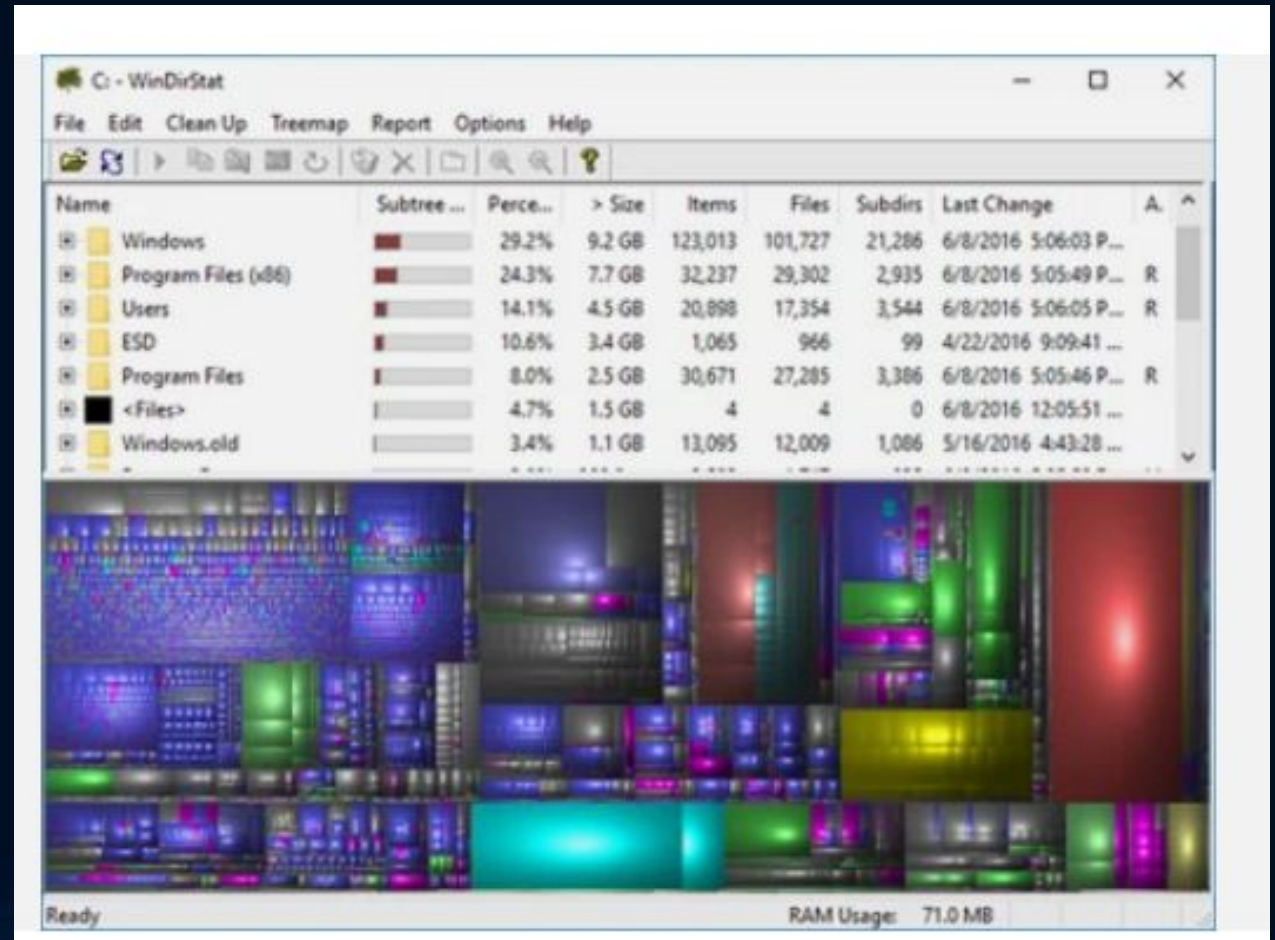 C: - WinDirStat
File Edit Clean Up Treemap Report Options Help
Name Subtree ... Perce... > Size Items Files Subdirs Last Change A.
Windows 29.2% 9.2 GB 123,013 101,727 21,286 6/8/2016 5:06:03 P...
Program Files (x86) 24.3% 7.7 GB 32,237 29,302 2,935 6/8/2016 5:05:49 P... R
Users 14.1% 4.5 GB 20,898 17,354 3,544 6/8/2016 5:06:05 P... R
ESD 10.6% 3.4 GB 1,065 966 99 4/22/2016 9:09:41 ...
Program Files 8.0% 2.5 GB 30,671 27,285 3,386 6/8/2016 5:05:46 P... R
<Files> 4.7% 1.5 GB 4 4 0 6/8/2016 12:05:51 ...
Windows.old 3.4% 1.1 GB 13,095 12,009 1,086 5/16/2016 4:43:28 ...
Ready RAM Usage: 71.0 MB